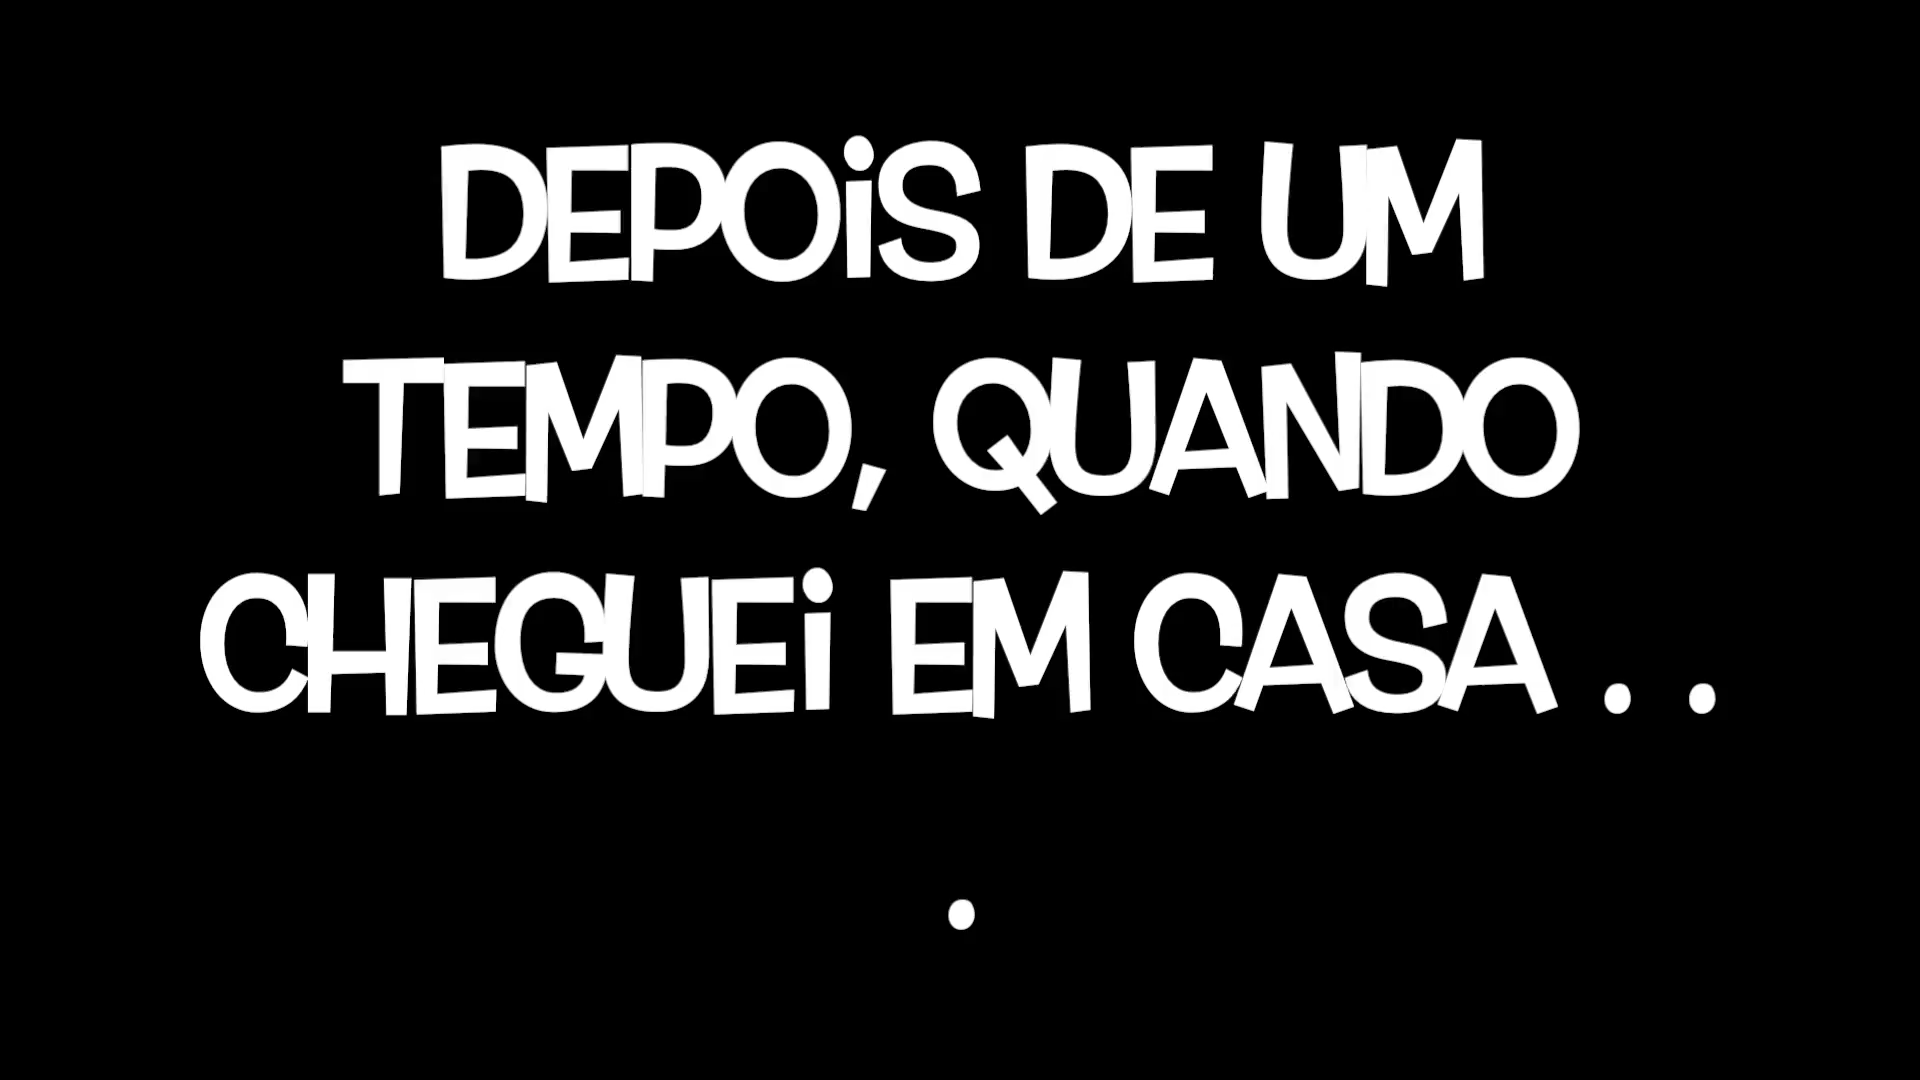 DEPOiS DE UM
TEMPO, QUANDO
CHEGUEi EM CASA . .
.